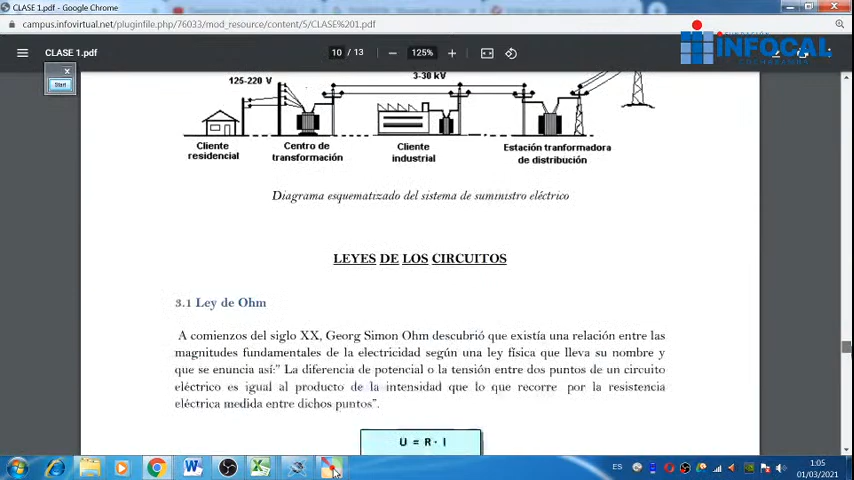 CLASE 1.pdf - Google Chrome
campus.infovirtual.net/pluginfile.php/76033/mod_resource/content/5/CLASE%201.pdf
CLASE 1.pdf
10 / 13
125%
INFOCAL
COCHABAMBA
Start
125-220 V
3-30 kV
Cliente
residencial
Centro de
transformación
Cliente
industrial
Estación tranformadora
de distribución
Diagrama esquematizado del sistema de suministro eléctrico
LEYES DE LOS CIRCUITOS
3.1 Ley de Ohm
A comienzos del siglo XX, Georg Simon Ohm descubrió que existía una relación entre las
magnitudes fundamentales de la electricidad según una ley física que lleva su nombre y
que se enuncia así:" La diferencia de potencial o la tensión entre dos puntos de un circuito
eléctrico es igual al producto de la intensidad que lo que recorre por la resistencia
eléctrica medida entre dichos puntos".
U = R · I
ES
1:05
01/03/2021